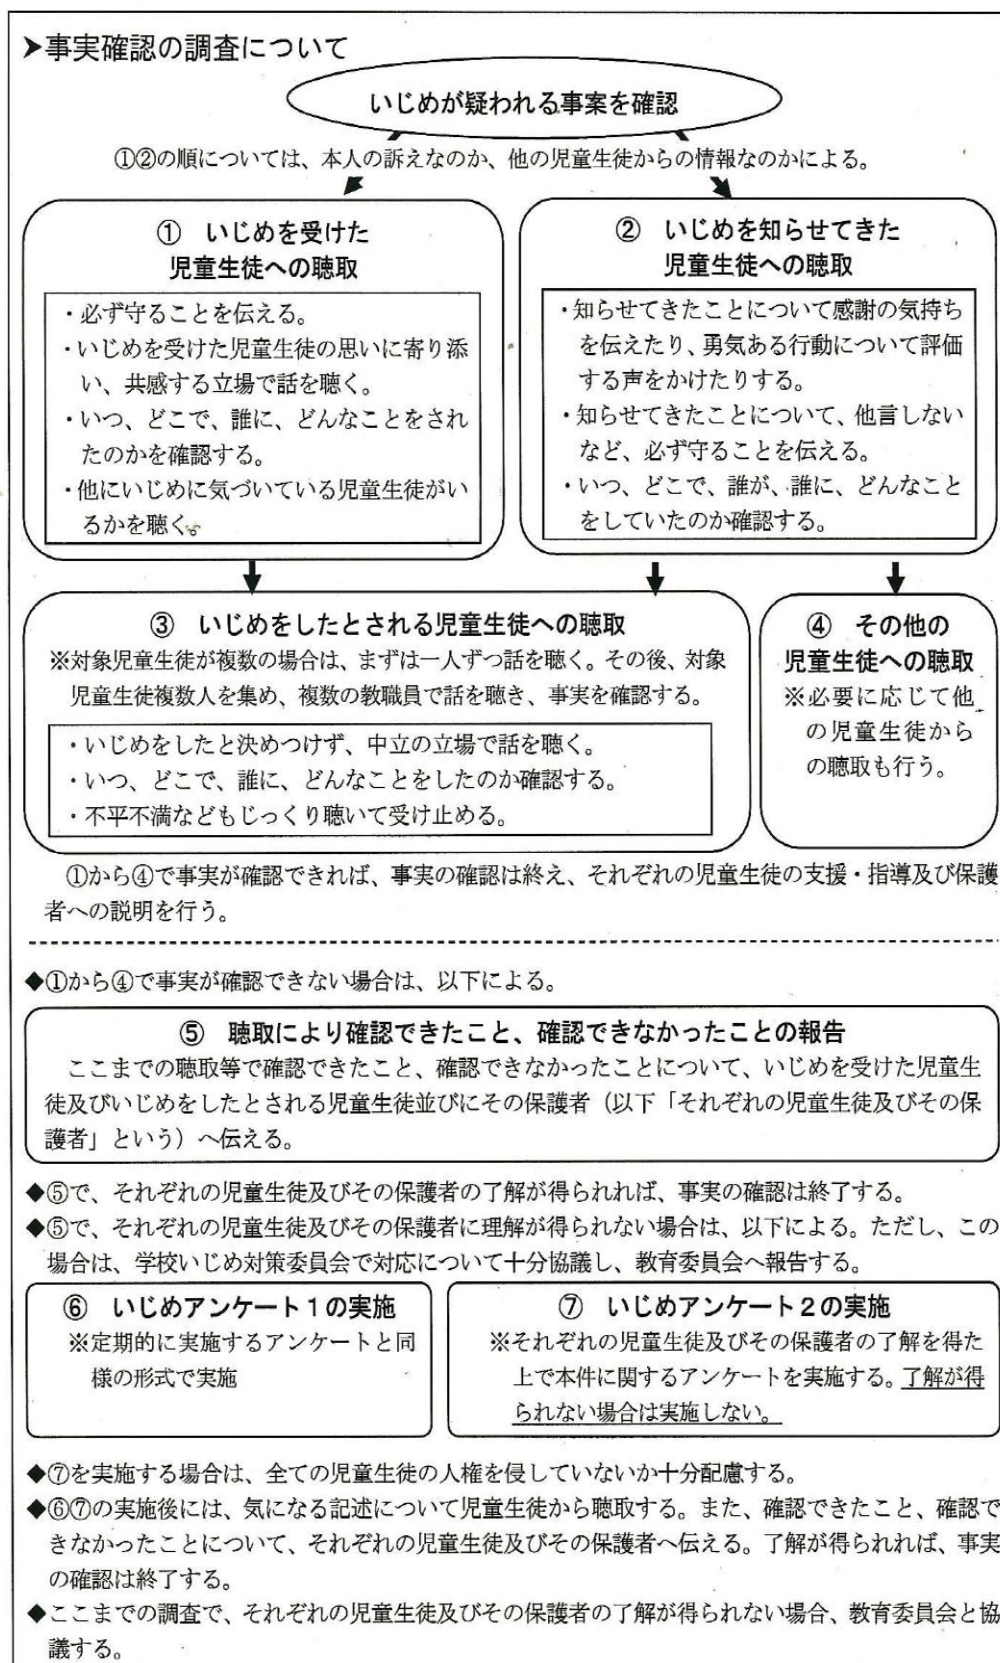 ➤事実確認の調査について
いじめが疑われる事案を確認
①②の順については、本人の訴えなのか、他の児童生徒からの情報なのかによる。
① いじめを受けた
児童生徒への聴取
・必ず守ることを伝える。
・いじめを受けた児童生徒の思いに寄り添
い、共感する立場で話を聴く。
・いつ、どこで、誰に、どんなことをされ
たのかを確認する。
・他にいじめに気づいている児童生徒がい
るかを聴く。
② いじめを知らせてきた
児童生徒への聴取
・知らせてきたことについて感謝の気持ち
を伝えたり、勇気ある行動について評価
する声をかけたりする。
・知らせてきたことについて、他言しない
など、必ず守ることを伝える。
・いつ、どこで、誰が、誰に、どんなこと
をしていたのか確認する。
③ いじめをしたとされる児童生徒への聴取
※対象児童生徒が複数の場合は、まずは一人ずつ話を聴く。その後、対象
児童生徒複数人を集め、複数の教職員で話を聴き、事実を確認する。
・いじめをしたと決めつけず、中立の立場で話を聴く。
・いつ、どこで、誰に、どんなことをしたのか確認する。
・不平不満などもじっくり聴いて受け止める。
④ その他の
児童生徒への聴取
※必要に応じて他
の児童生徒から
の聴取も行う。
①から④で事実が確認できれば、事実の確認は終え、それぞれの児童生徒の支援・指導及び保護
者への説明を行う。
◆①から④で事実が確認できない場合は、以下による。
⑤ 聴取により確認できたこと、確認できなかったことの報告
ここまでの聴取等で確認できたこと、確認できなかったことについて、いじめを受けた児童生
徒及びいじめをしたとされる児童生徒並びにその保護者（以下「それぞれの児童生徒及びその保
護者」という）へ伝える。
◆⑤で、それぞれの児童生徒及びその保護者の了解が得られれば、事実の確認は終了する。
◆⑤で、それぞれの児童生徒及びその保護者に理解が得られない場合は、以下による。ただし、この
場合は、学校いじめ対策委員会で対応について十分協議し、教育委員会へ報告する。
⑥ いじめアンケート１の実施
※定期的に実施するアンケートと同
様の形式で実施
⑦ いじめアンケート２の実施
※それぞれの児童生徒及びその保護者の了解を得た
上で本件に関するアンケートを実施する。了解が得
られない場合は実施しない。
◆⑦を実施する場合は、全ての児童生徒の人権を侵していないか十分配慮する。
◆⑥⑦の実施後には、気になる記述について児童生徒から聴取する。また、確認できたこと、確認で
きなかったことについて、それぞれの児童生徒及びその保護者へ伝える。了解が得られれば、事実
の確認は終了する。
◆ここまでの調査で、それぞれの児童生徒及びその保護者の了解が得られない場合、教育委員会と協
議する。